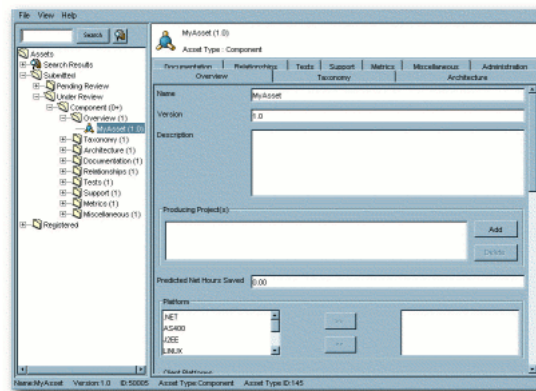 File View Help
Search
MyAsset (1.0)
Asset Type : Component
Assets
Search Results
Submitted
Pending Review
Under Review
Component (0+)
Overview (1)
MyAsset (1.0)
Taxonomy (1)
Architecture (1)
Documentation (1)
Relationships (1)
Tests (1)
Support (1)
Metrics (1)
Miscellaneous (1)
Registered
Documentation Relationships Tests Support Metrics Miscellaneous Administration
Overview Taxonomy Architecture
Name MyAsset
Version 1.0
Description
Producing Project(s)
Add
Delete
Predicted Net Hours Saved 0.00
Platform
.NET
AS400
J2EE
LINUX
>>
<<
Client Platforms
Name:MyAsset Version:1.0 ID:50005 Asset Type:Component Asset Type ID:145